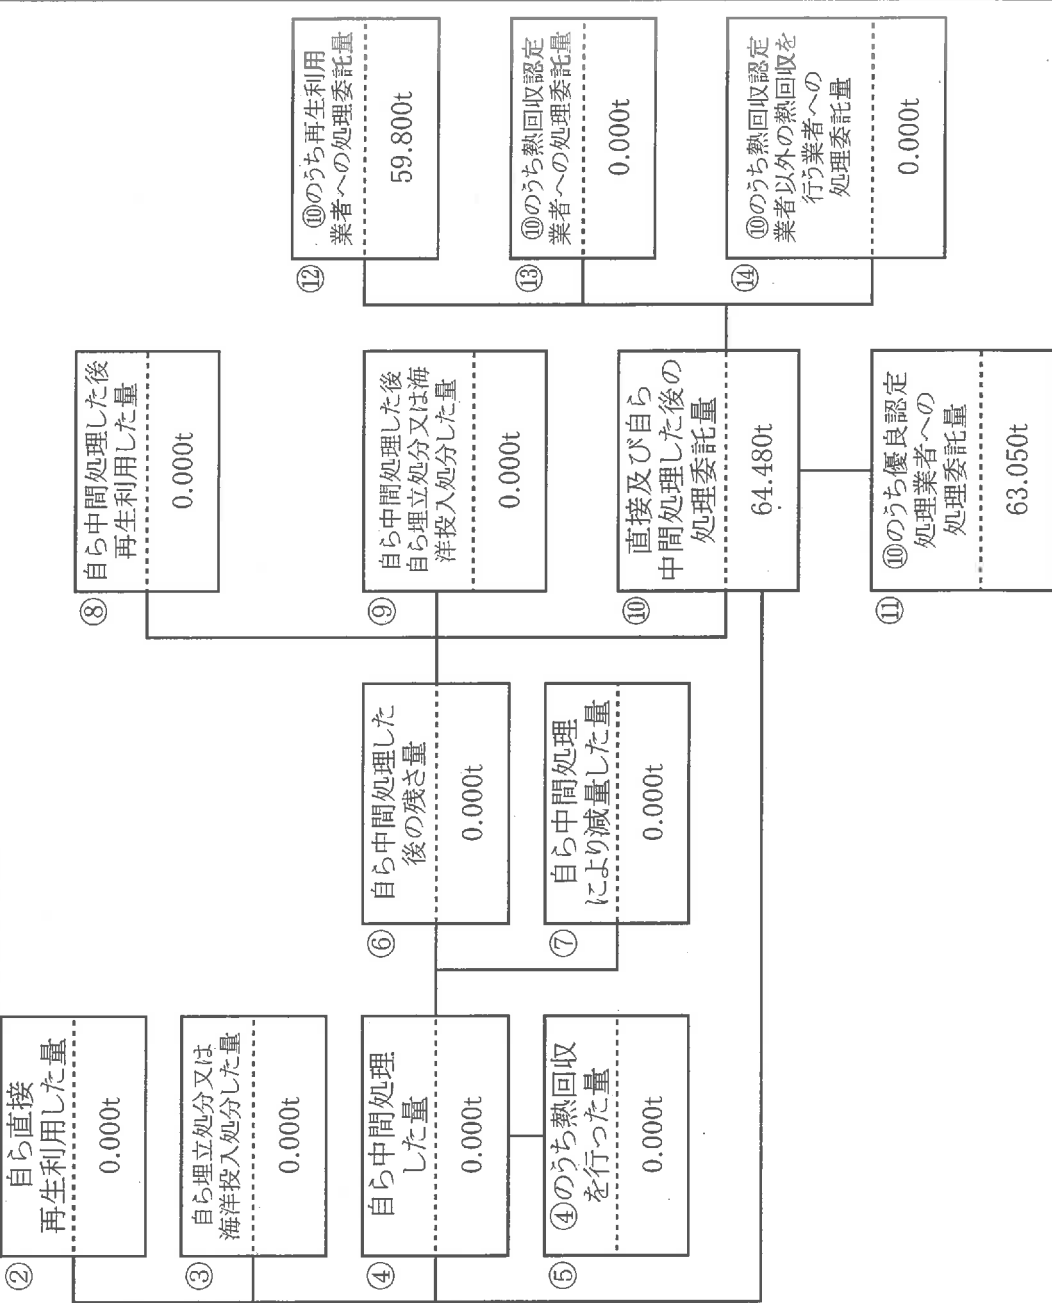 ②
自ら直接
再生利用した量
0.000t
③
自ら埋立処分又は
海洋投入処分した量
0.000t
④
自ら中間処理
した量
0.000t
⑤
④のうち熱回収
を行った量
0.000t
⑥
自ら中間処理した
後の残さ量
0.000t
⑦
自ら中間処理
により減量した量
0.000t
⑧
自ら中間処理した後
再生利用した量
0.000t
⑨
自ら中間処理した後
自ら埋立処分又は海
洋投入処分した量
0.000t
⑩
直接及び自ら
中間処理した後の
処理委託量
64.480t
⑪
⑩のうち優良認定
処理業者への
処理委託量
63.050t
⑫
⑩のうち再生利用
業者への処理委託量
59.800t
⑬
⑩のうち熱回収認定
業者への処理委託量
0.000t
⑭
⑩のうち熱回収認定
業者以外の熱回収を
行う業者への
処理委託量
0.000t